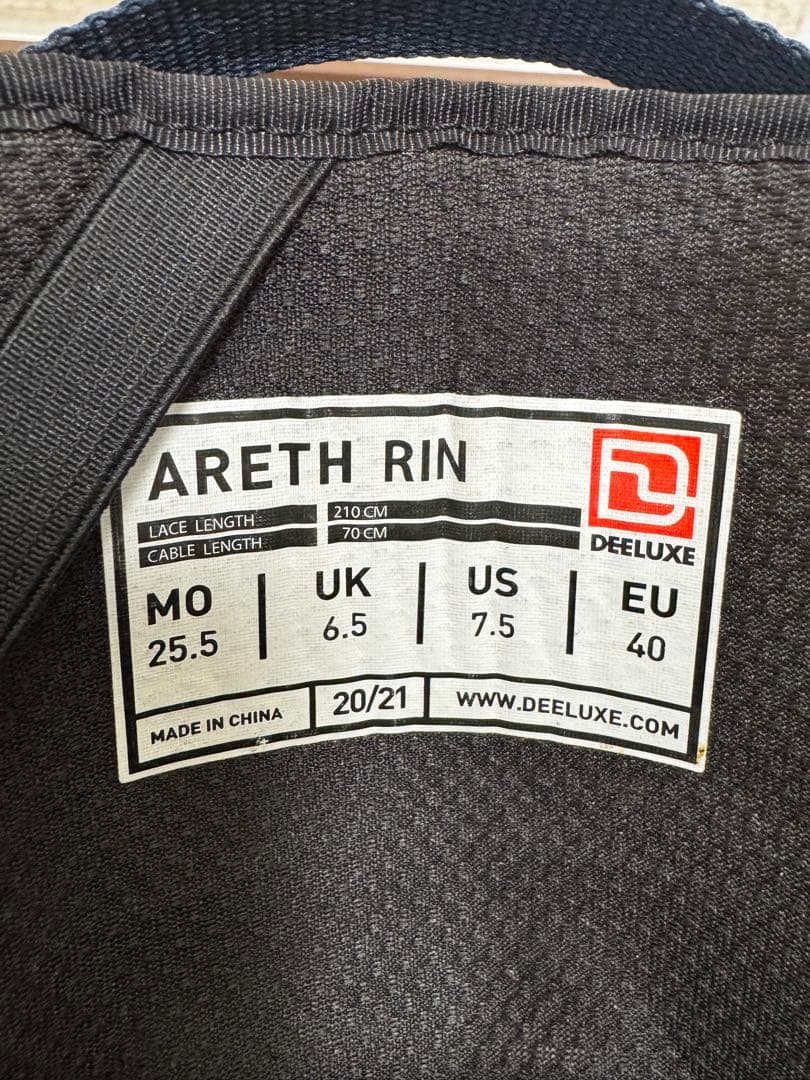 ARETH RIN
LACE LENGTH 210 CM
CABLE LENGTH 70 CM
DEELUXE
MO UK US EU
25.5 6.5 7.5 40
MADE IN CHINA 20/21 WWW.DEELUXE.COM